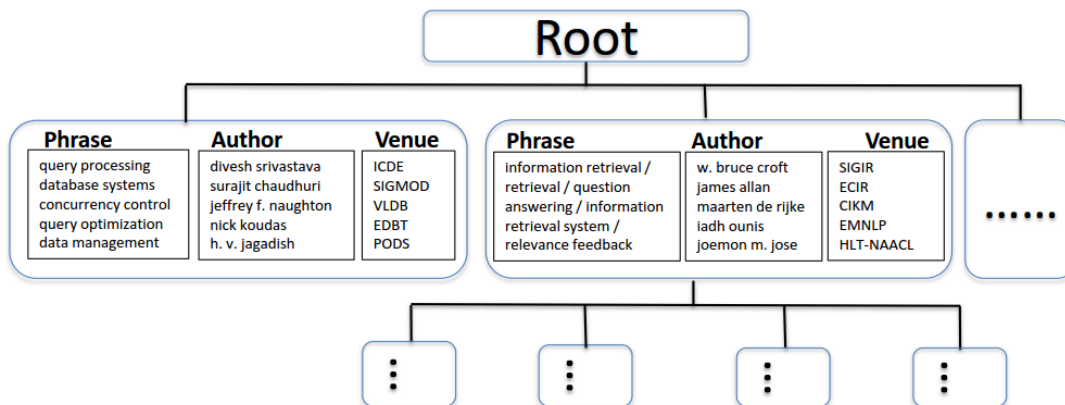 Root
Phrase
query processing
database systems
concurrency control
query optimization
data management
Author
divesh srivastava
surajit chaudhuri
jeffrey f. naughton
nick koudas
h. v. jagadish
Venue
ICDE
SIGMOD
VLDB
EDBT
PODS
Phrase
information retrieval /
retrieval / question
answering / information
retrieval system /
relevance feedback
Author
w. bruce croft
james allan
maarten de rijke
iadh ounis
joemon m. jose
Venue
SIGIR
ECIR
CIKM
EMNLP
HLT-NAACL
......
⋮
⋮
⋮
⋮